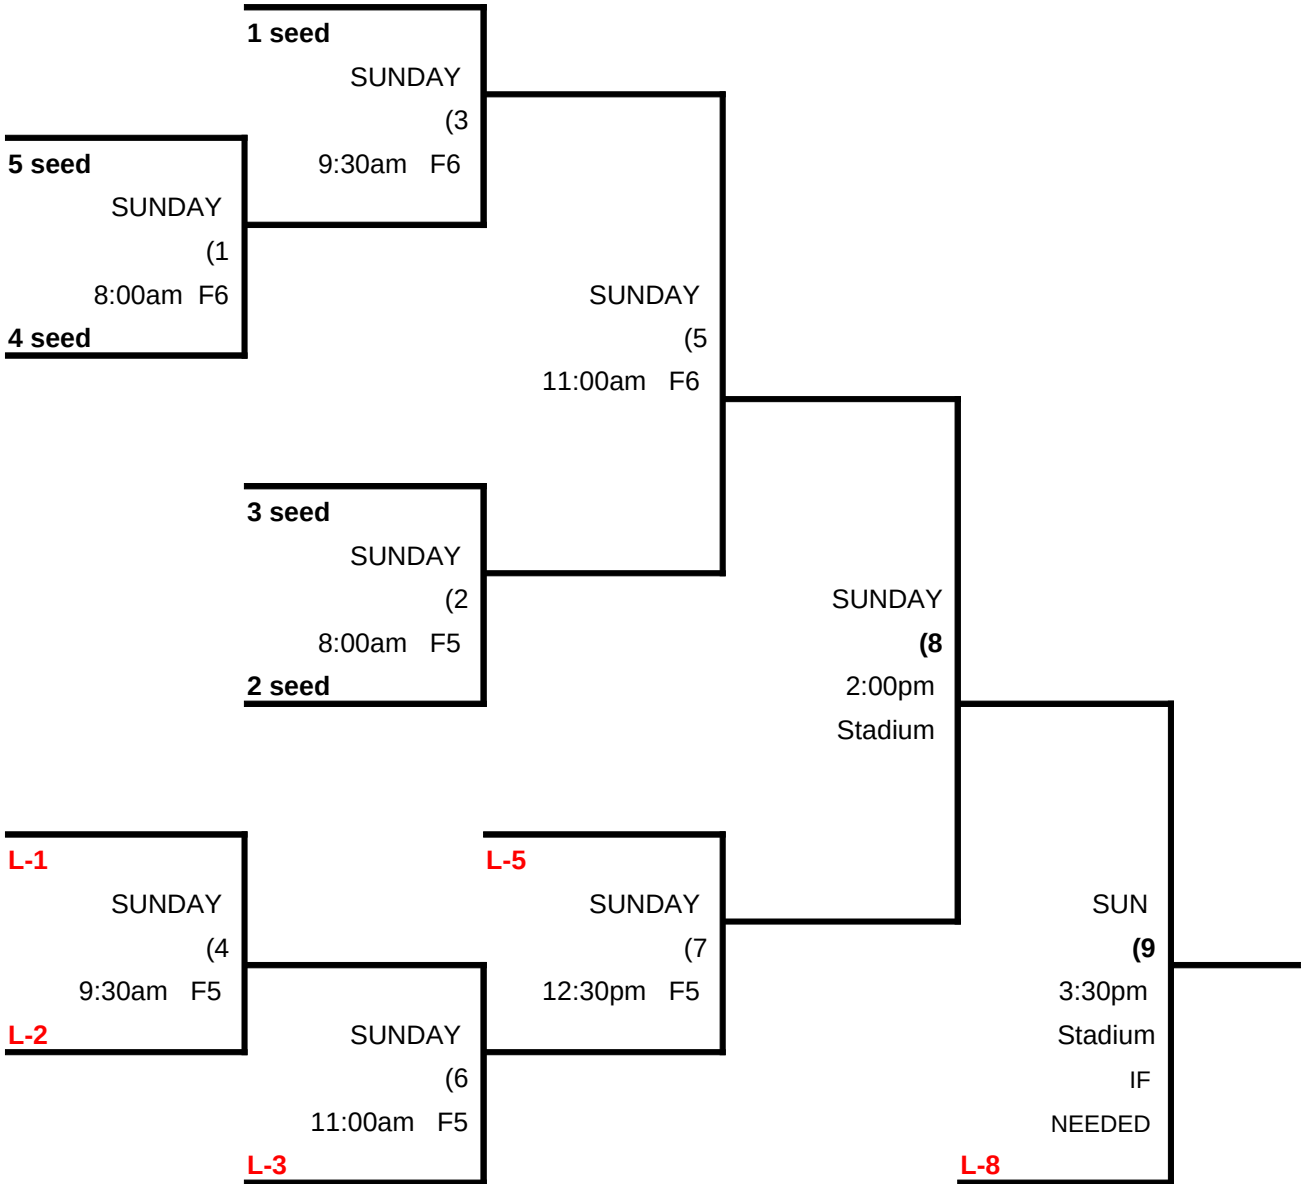 1 seed
SUNDAY
(3
9:30am F6
5 seed
SUNDAY
(1
8:00am F6
4 seed
SUNDAY
(5
11:00am F6
3 seed
SUNDAY
(2
8:00am F5
2 seed
SUNDAY
(8
2:00pm
Stadium
L-1
SUNDAY
(4
9:30am F5
L-2
L-5
SUNDAY
(7
12:30pm F5
SUNDAY
(6
11:00am F5
L-3
SUN
(9
3:30pm
Stadium
IF
NEEDED
L-8